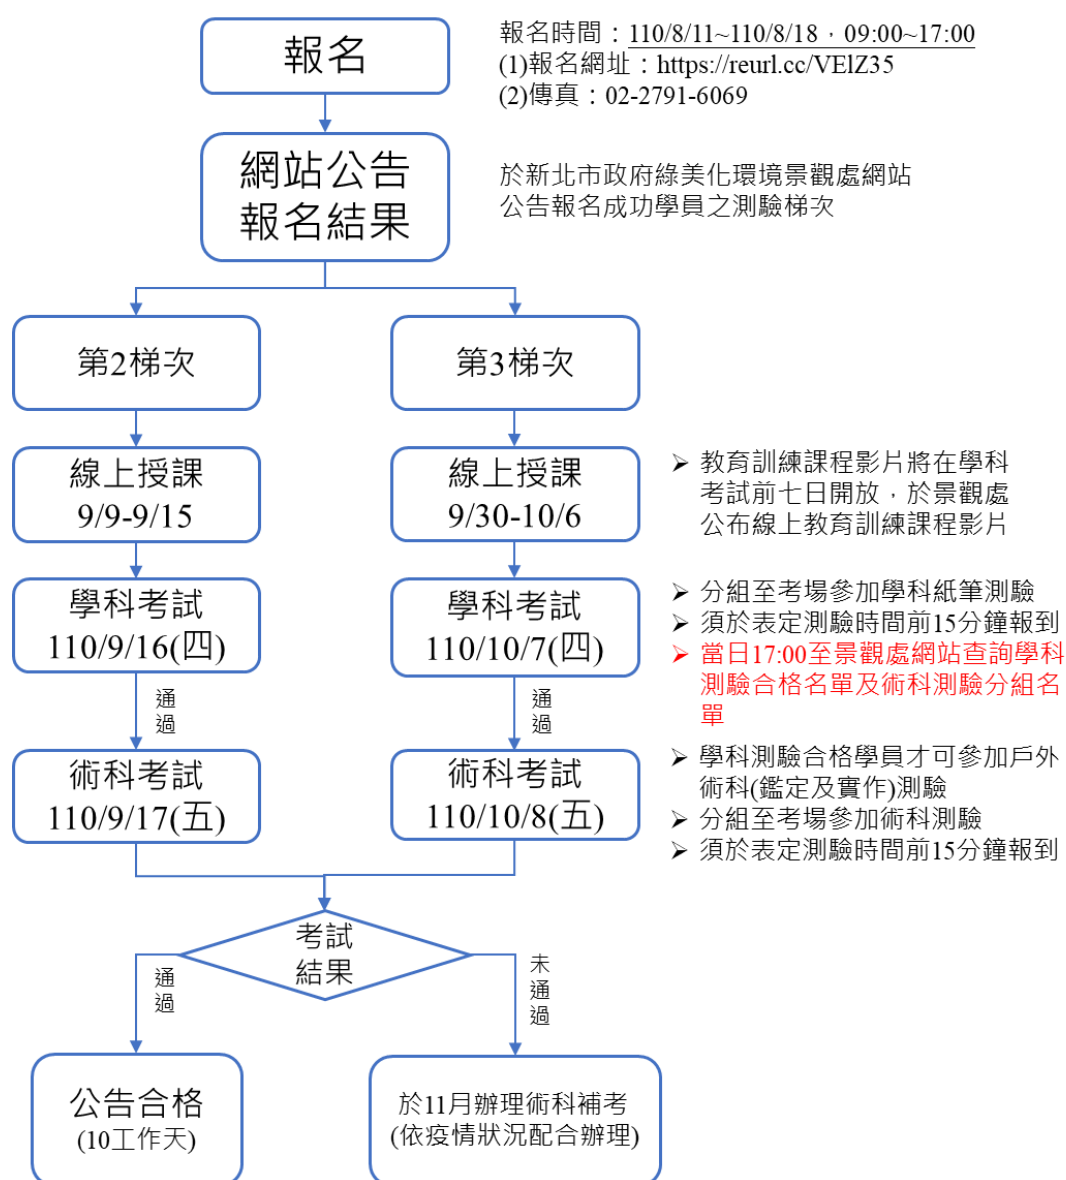 報名
報名時間：110/8/11~110/8/18，09:00~17:00
(1)報名網址：https://reurl.cc/VElZ35
(2)傳真：02-2791-6069
網站公告
報名結果
於新北市政府綠美化環境景觀處網站
公告報名成功學員之測驗梯次
第2梯次
第3梯次
線上授課
9/9-9/15
線上授課
9/30-10/6
➢ 教育訓練課程影片將在學科
考試前七日開放，於景觀處
公布線上教育訓練課程影片
學科考試
110/9/16(四)
學科考試
110/10/7(四)
➢ 分組至考場參加學科紙筆測驗
➢ 須於表定測驗時間前15分鐘報到
➢ 當日17:00至景觀處網站查詢學科
測驗合格名單及術科測驗分組名
單
通過
通過
術科考試
110/9/17(五)
術科考試
110/10/8(五)
➢ 學科測驗合格學員才可參加戶外
術科(鑑定及實作)測驗
➢ 分組至考場參加術科測驗
➢ 須於表定測驗時間前15分鐘報到
考試
結果
通過
未通過
公告合格
(10工作天)
於11月辦理術科補考
(依疫情狀況配合辦理)